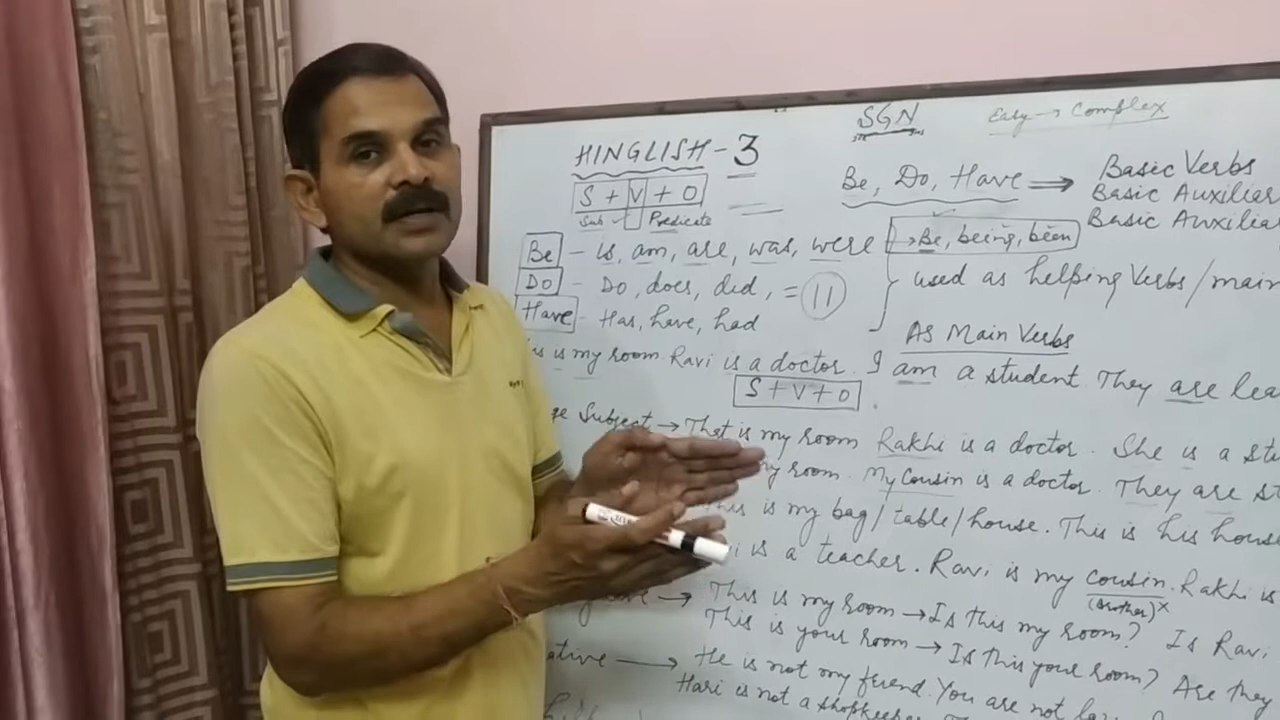 SGN
Easy → Complex
HINGLISH - 3
S + V + O
Sub Predicate
Be, Do, Have ⇒ Basic Verbs
Basic Auxiliar
Basic Auxilia
Be - is, am, are, was, were → Be, being, been
Do - Do, does, did, = 11
used as helping Verbs/main
Have - Has, have, had
As Main Verbs
is my room. Ravi is a doctor. I am a student. They are lea
S + V + O
Subject → That is my room Rakhi is a doctor. She is a stu
my room. My Cousin is a doctor. They are st
This is my bag/table/house. This is his hous
is a teacher. Ravi is my cousin. Rakhi is
(brother) x
→ This is my room → Is this my room? Is Ravi
This is your room → Is this your room? Are they
ative → He is not my friend. You are not
Hari is not a shopkeeper.